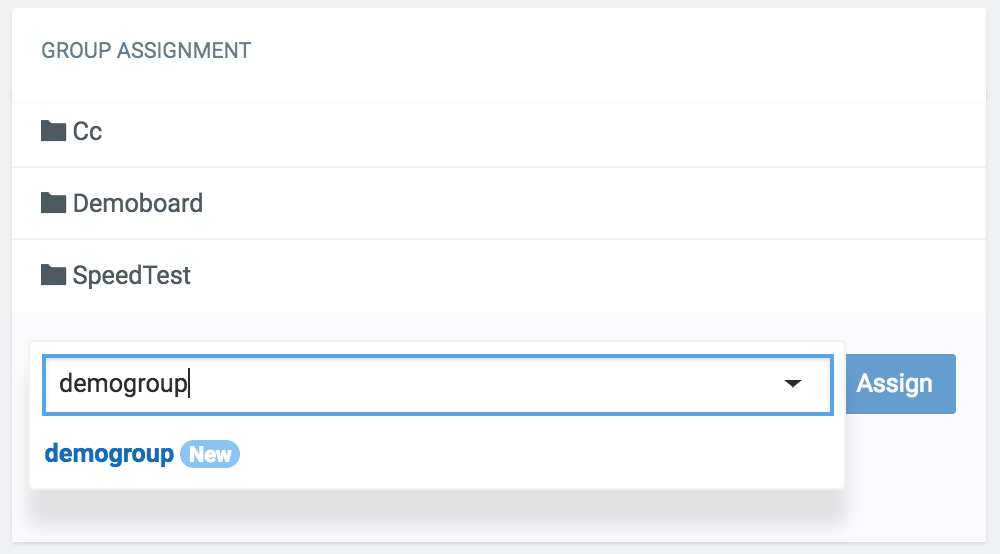 GROUP ASSIGNMENT
Cc
Demoboard
SpeedTest
demogroup
Assign
demogroup New